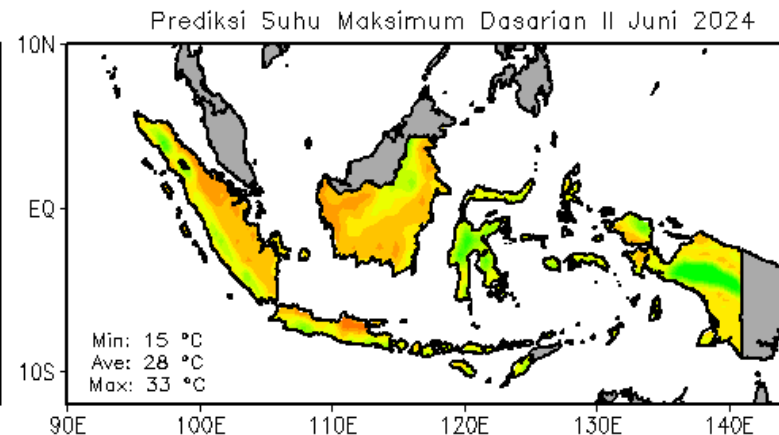 Prediksi Suhu Maksimum Dasarian II Juni 2024
10N
EQ
10S
Min: 15 °C
Ave: 28 °C
Max: 33 °C
90E 100E 110E 120E 130E 140E